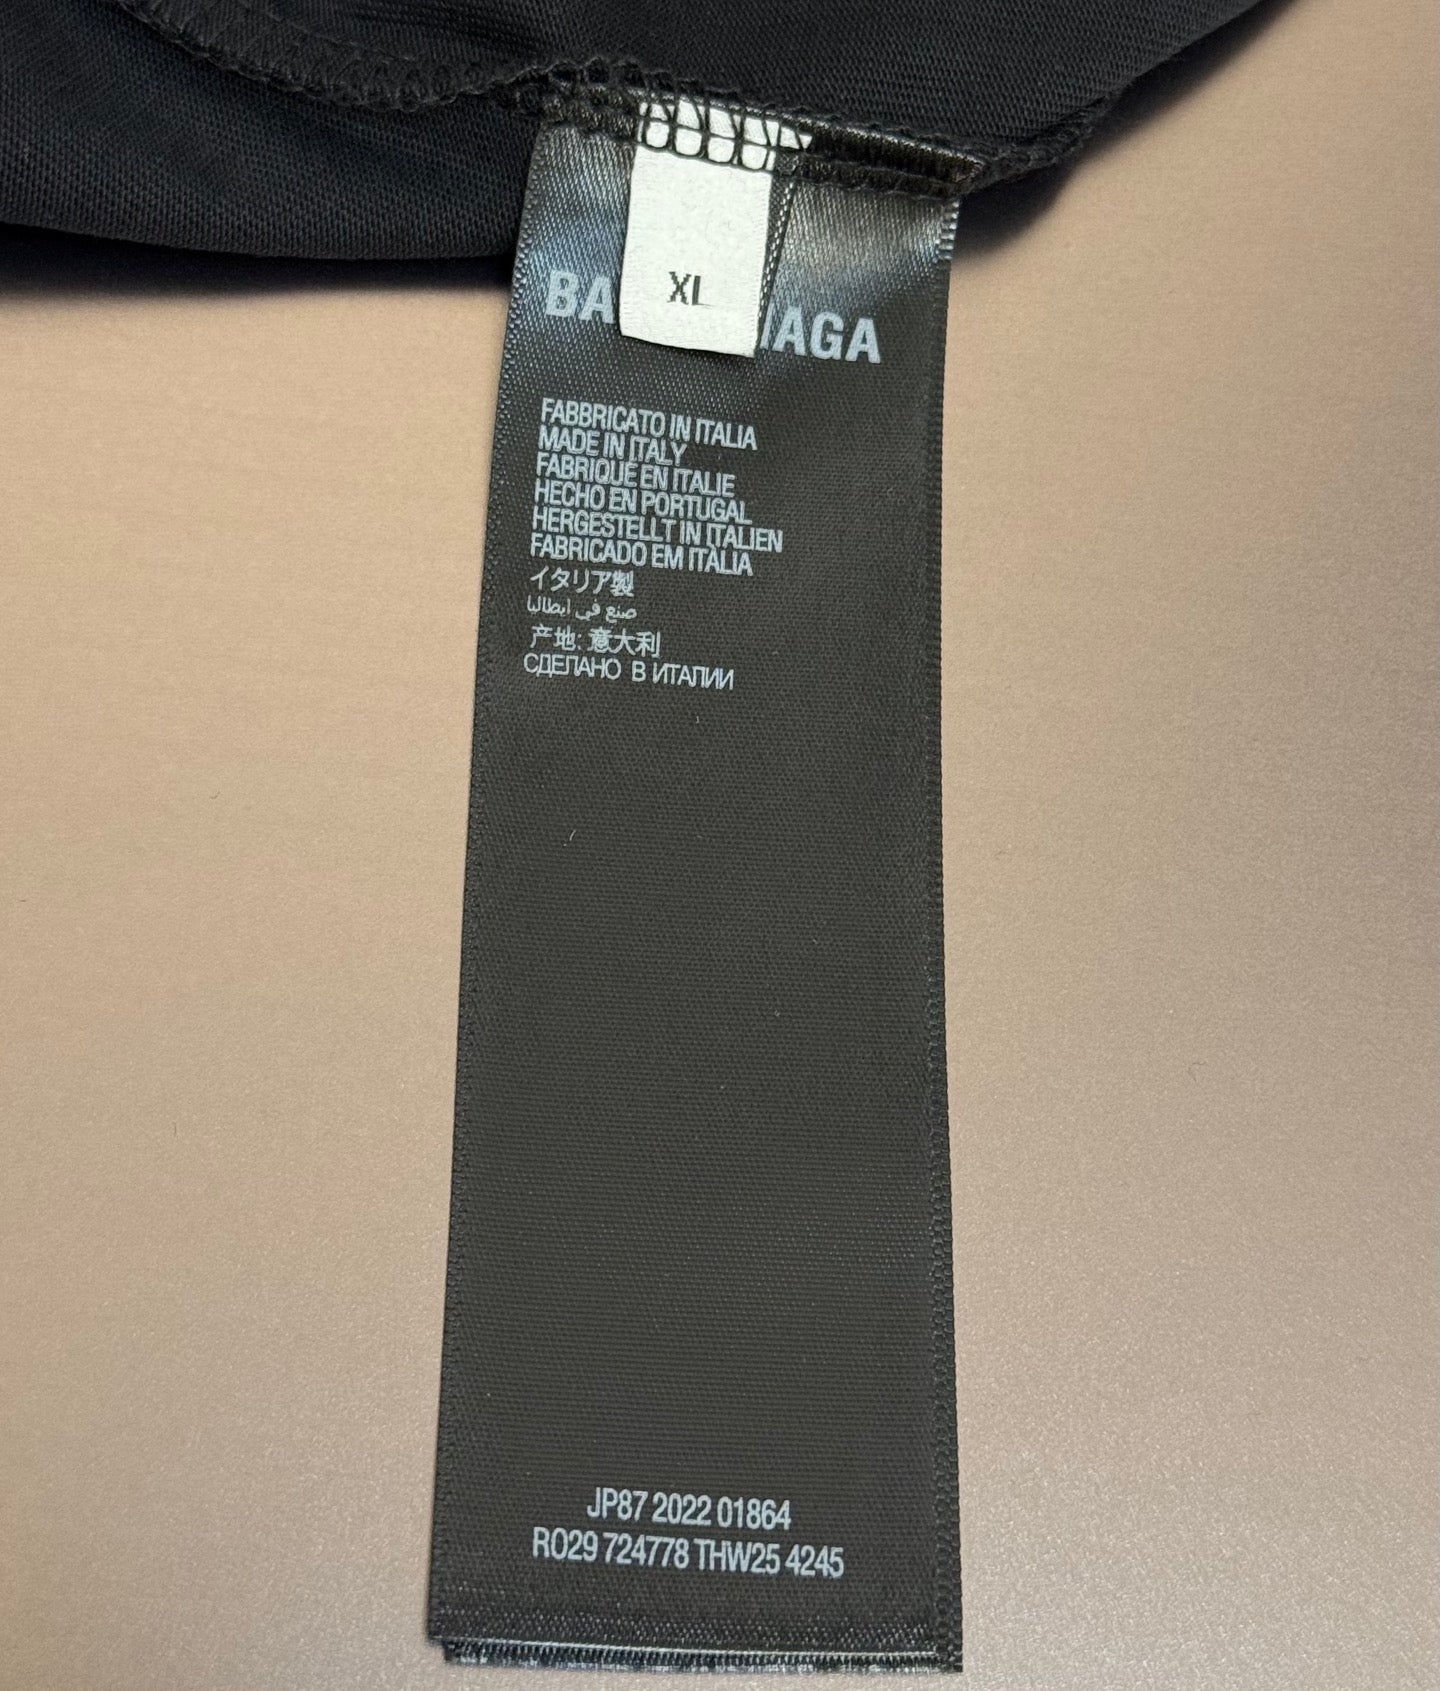 XL
BA IAGA
FABBRICATO IN ITALIA
MADE IN ITALY
FABRIQUÉ EN ITALIE
HECHO EN PORTUGAL
HERGESTELLT IN ITALIEN
FABRICADO EM ITÀLIA
イタリア製
صنع في ايطاليا
产地: 意大利
СДЕЛАНО В ИТАЛИИ
JP87 2022 01864
RO29 724778 THW25 4245